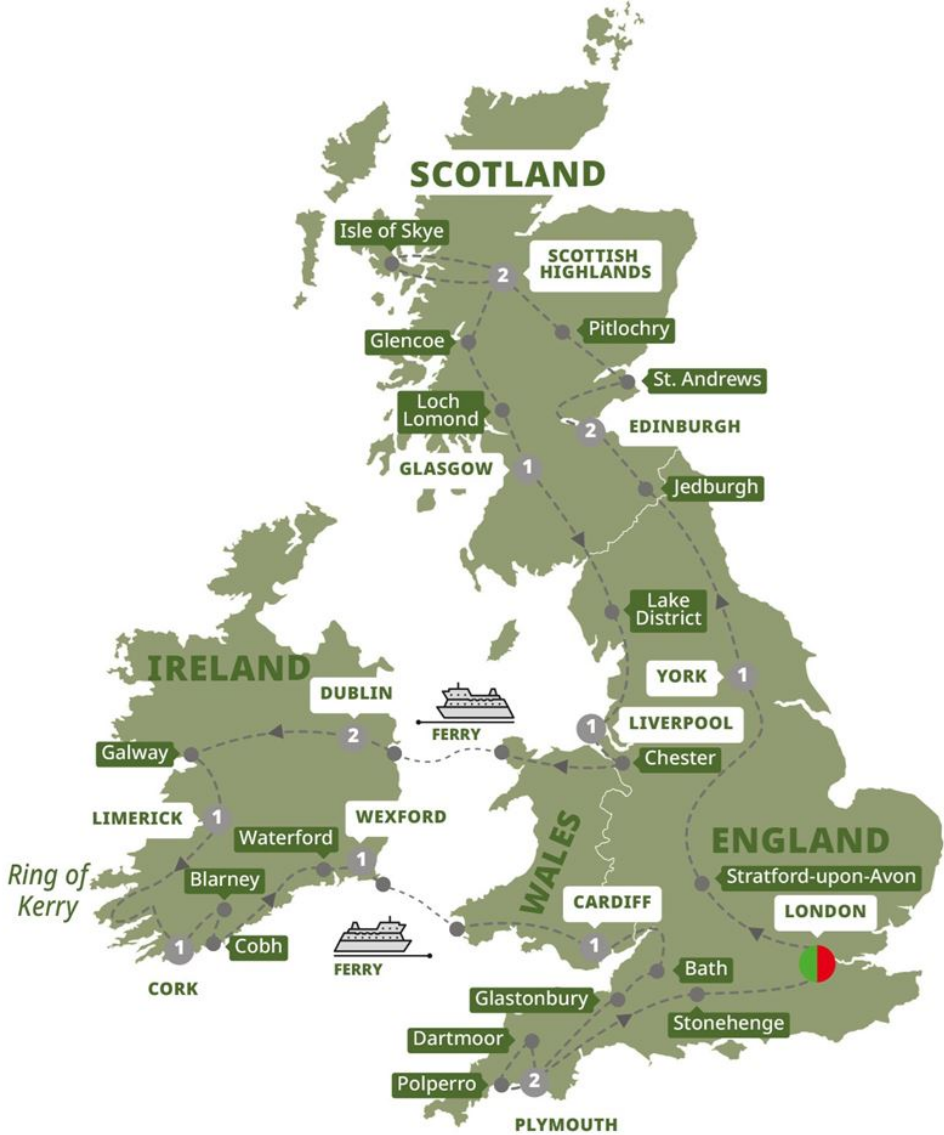 SCOTLAND
Isle of Skye
SCOTTISH
HIGHLANDS
2
Pitlochry
Glencoe
St. Andrews
Loch
Lomond
2
EDINBURGH
GLASGOW
1
Jedburgh
Lake
District
IRELAND
YORK
1
DUBLIN
2
FERRY
1
LIVERPOOL
Galway
Chester
LIMERICK
1
WEXFORD
Waterford
1
WALES
ENGLAND
Ring of
Kerry
Blarney
Stratford-upon-Avon
CARDIFF
LONDON
1
Cobh
1
FERRY
CORK
Bath
Glastonbury
Stonehenge
Dartmoor
Polperro
2
PLYMOUTH